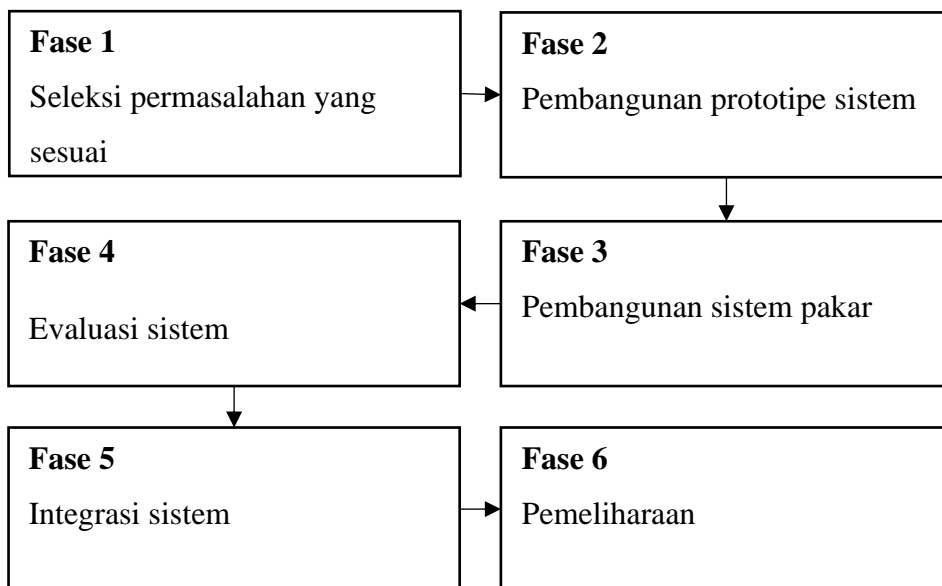 Fase 1
Seleksi permasalahan yang
sesuai
Fase 2
Pembangunan prototipe sistem
Fase 3
Pembangunan sistem pakar
Fase 4
Evaluasi sistem
Fase 5
Integrasi sistem
Fase 6
Pemeliharaan